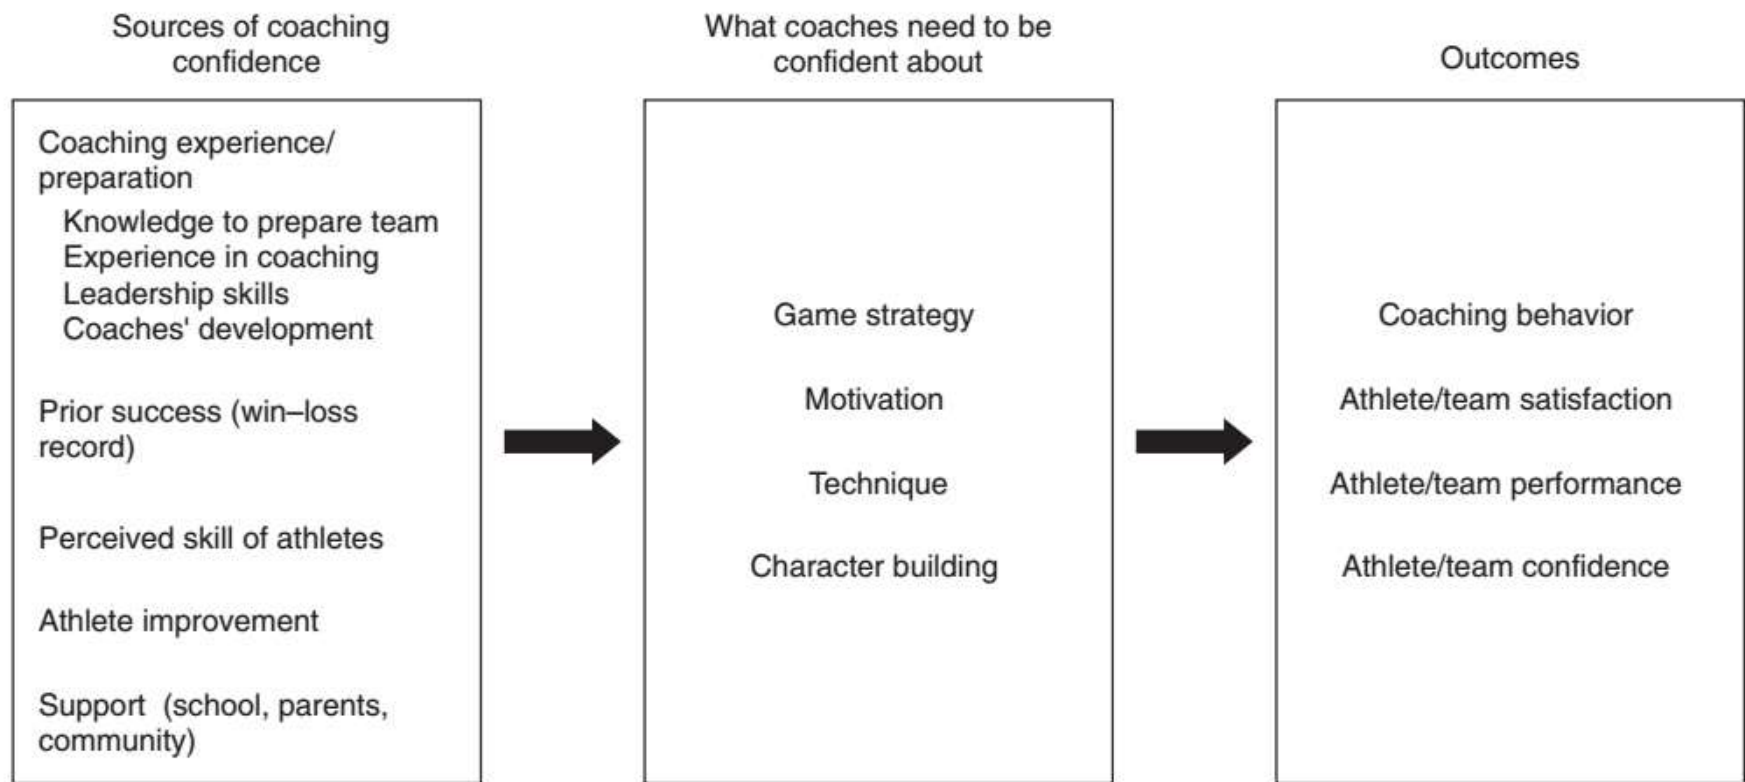 Sources of coaching
confidence
Coaching experience/
preparation
Knowledge to prepare team
Experience in coaching
Leadership skills
Coaches' development
Prior success (win–loss
record)
Perceived skill of athletes
Athlete improvement
Support (school, parents,
community)
What coaches need to be
confident about
Game strategy
Motivation
Technique
Character building
Outcomes
Coaching behavior
Athlete/team satisfaction
Athlete/team performance
Athlete/team confidence